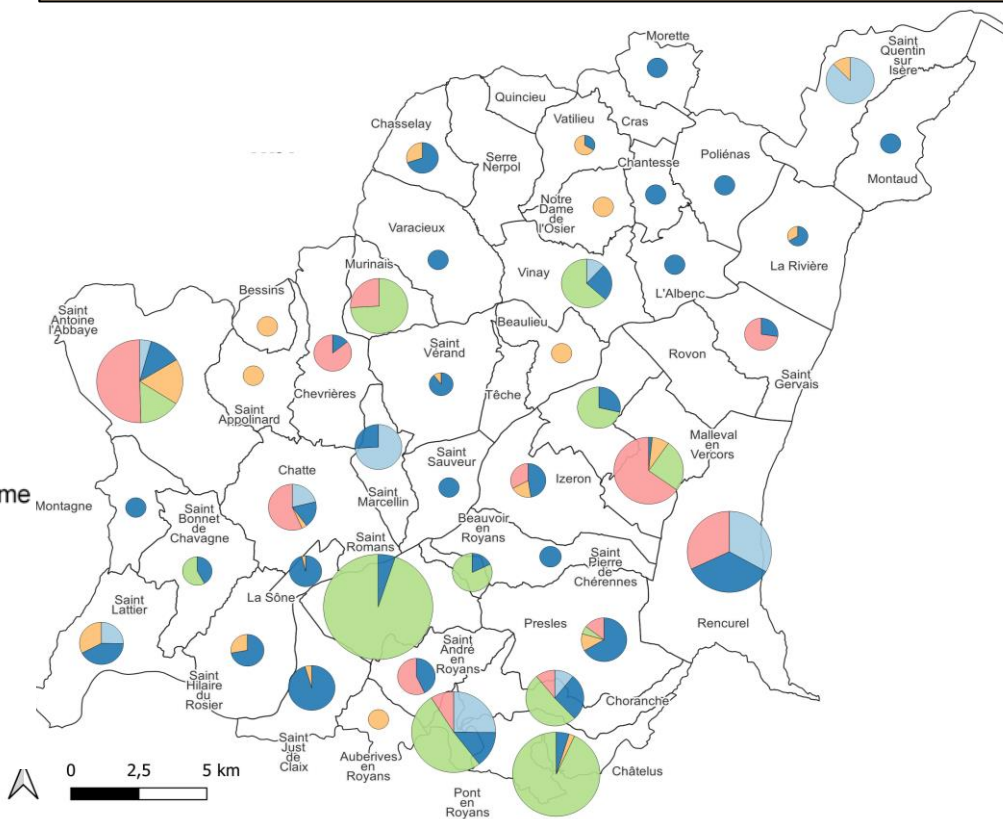 Morette
Saint
Quentin
sur
Isère
Quincieu
Chasselay
Vatilieu
Cras
Serre
Nerpol
Chantesse
Poliénas
Montaud
Notre
Dame
de
l'Osier
Varacieux
La Rivière
Murinais
Vinay
L'Albenc
Saint
Antoine
l'Abbaye
Bessins
Beaulieu
Saint
Vérand
Rovon
Saint
Gervais
Chevrières
Têche
Saint
Appolinard
Malleval
en
Vercors
Chatte
Saint
Marcellin
Saint
Sauveur
Izeron
me
Montagne
Saint
Bonnet
de
Chavagne
Saint
Romans
Beauvoir
en
Royans
Saint
Pierre
de
Chérennes
La Sône
Saint
Lattier
Presles
Rencurel
Saint
André
en
Royans
Saint
Hilaire
du
Rosier
Choranche
Saint
Just
de
Claix
Auberives
en
Royans
Châtelus
Pont
en
Royans
0 2,5 5 km